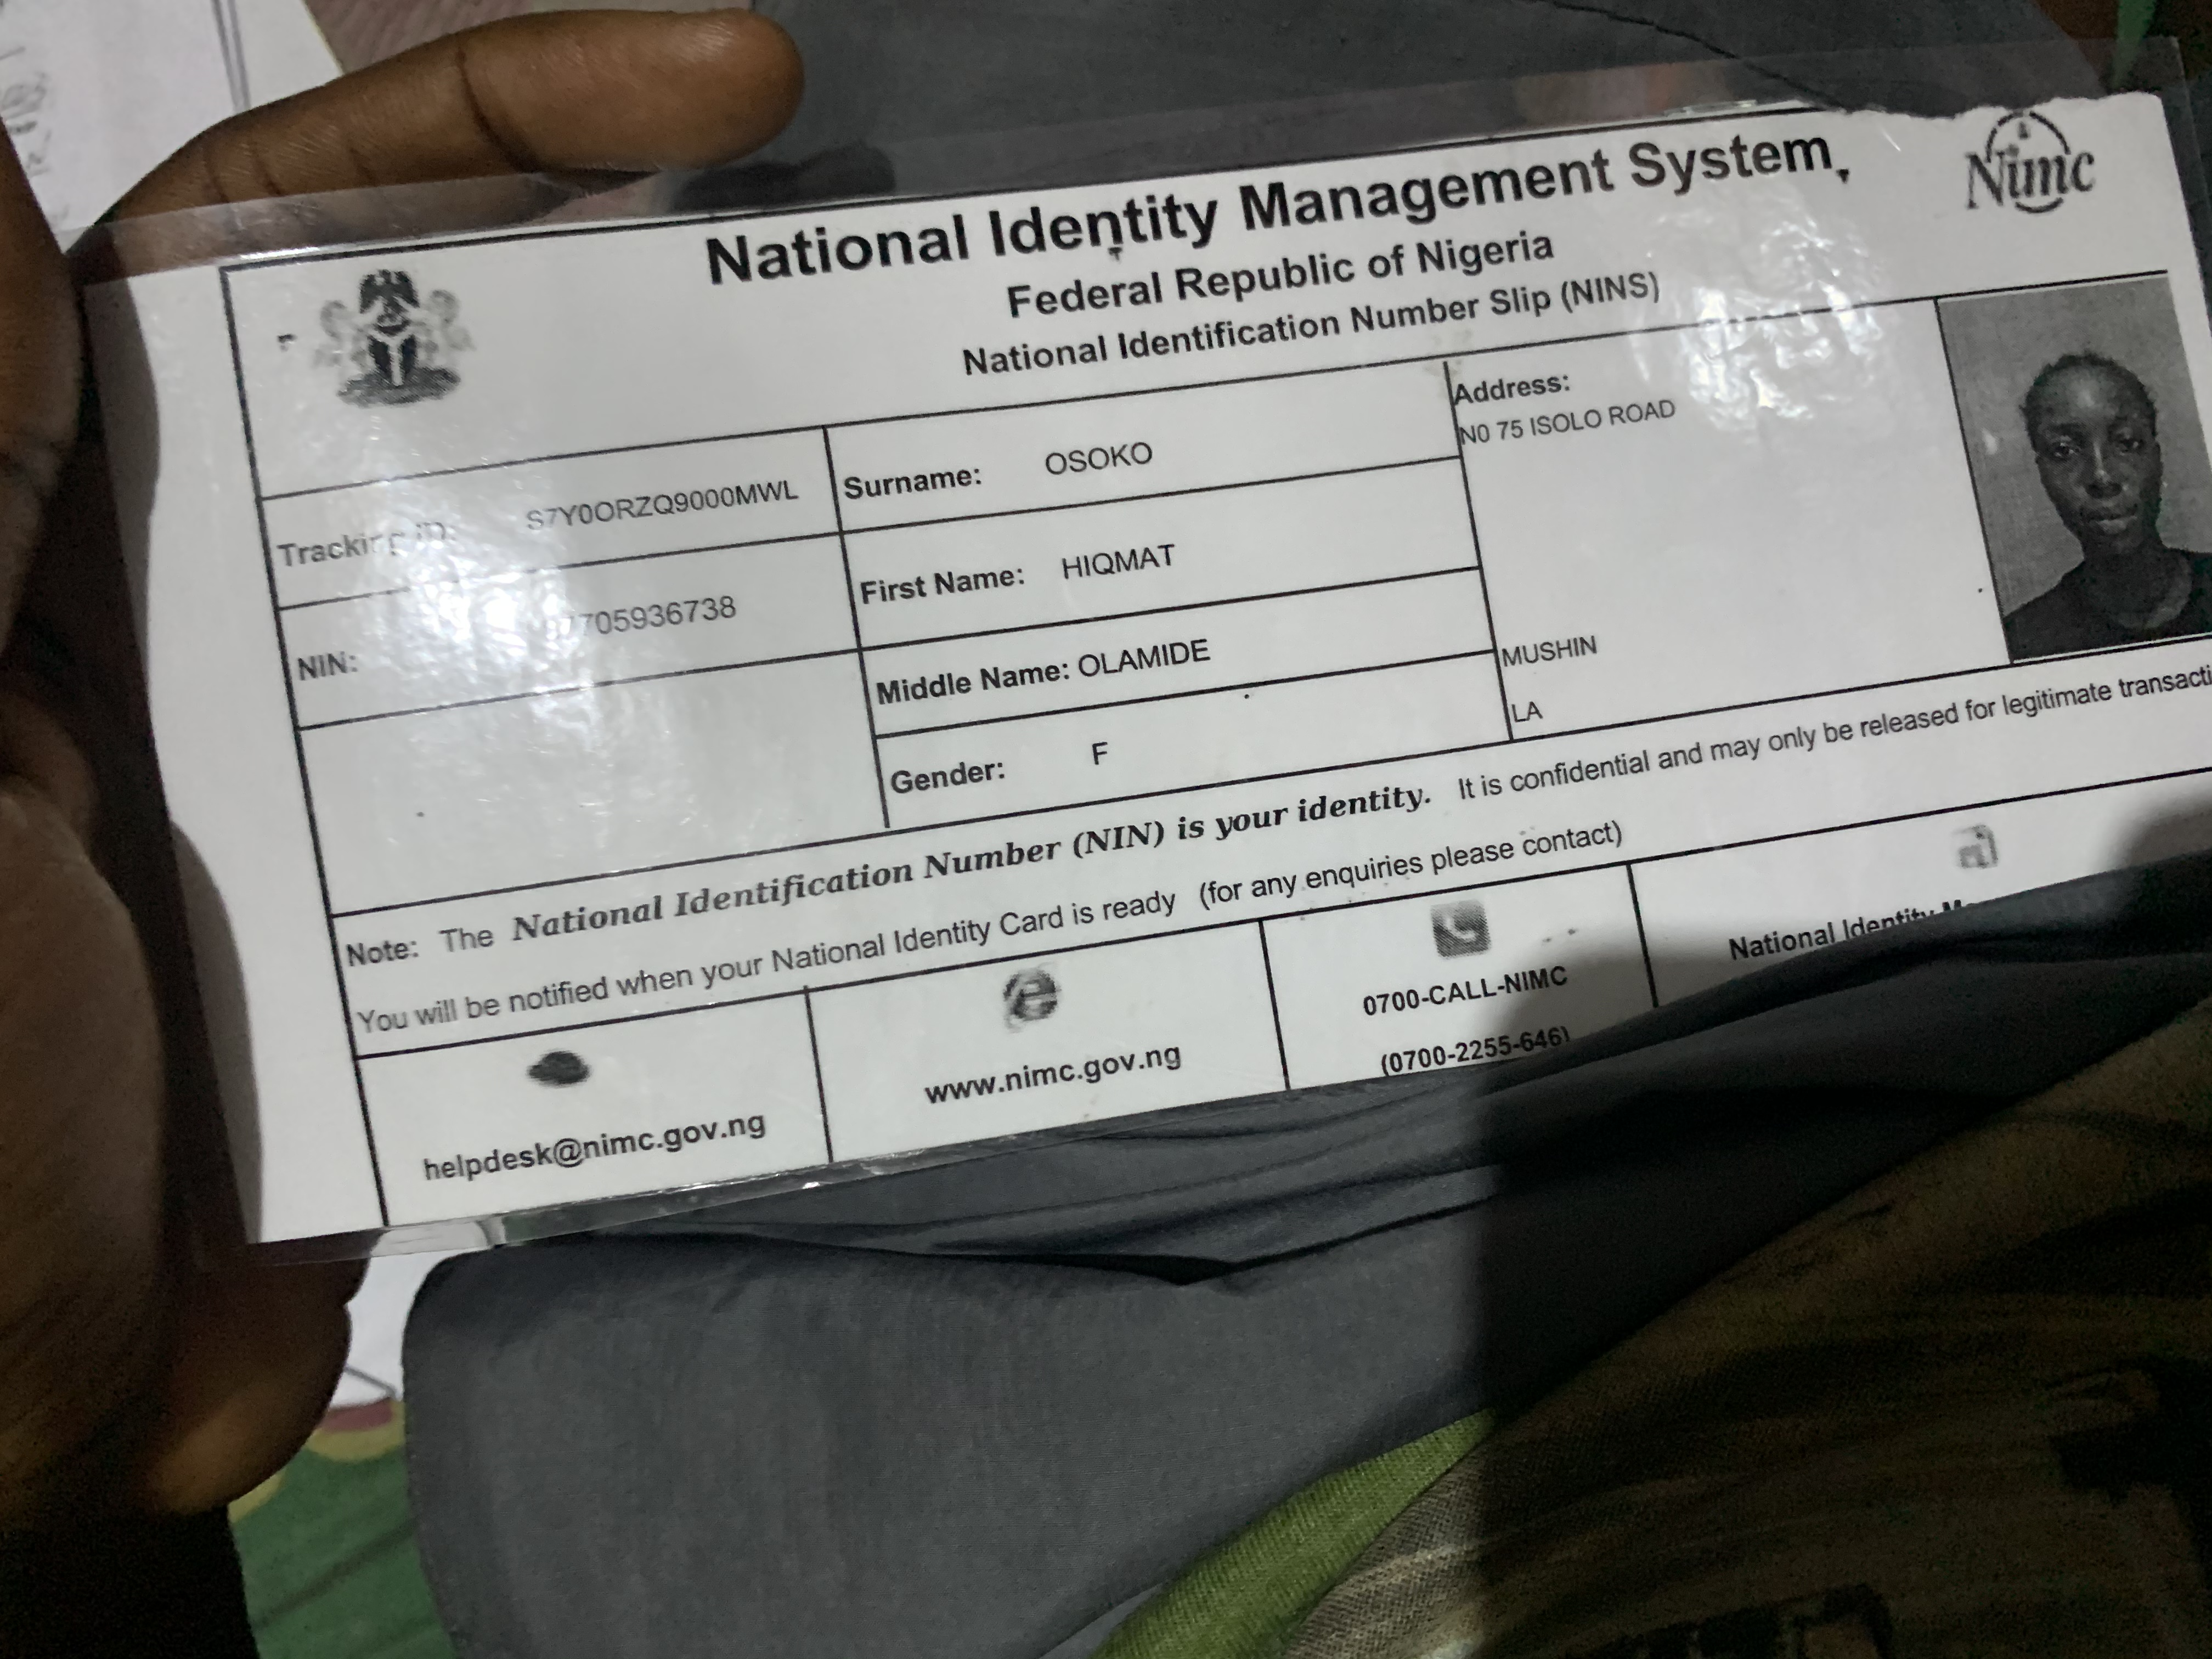 National Identity Management System
Federal Republic of Nigeria
National Identification Number Slip (NINS)
Nimc
Tracking ID: S7Y0ORZQ9000MWL
Surname: OSOKO
Address:
N0 75 ISOLO ROAD
NIN:
First Name: HIQMAT
Middle Name: OLAMIDE
MUSHIN
Gender: F
LA
Note: The National Identification Number (NIN) is your identity. It is confidential and may only be released for legitimate
You will be notified when your National Identity Card is ready (for any enquiries please contact)
helpdesk@nimc.gov.ng
www.nimc.gov.ng
0700-CALL-NIMC
(0700-2255-646)
National Identity